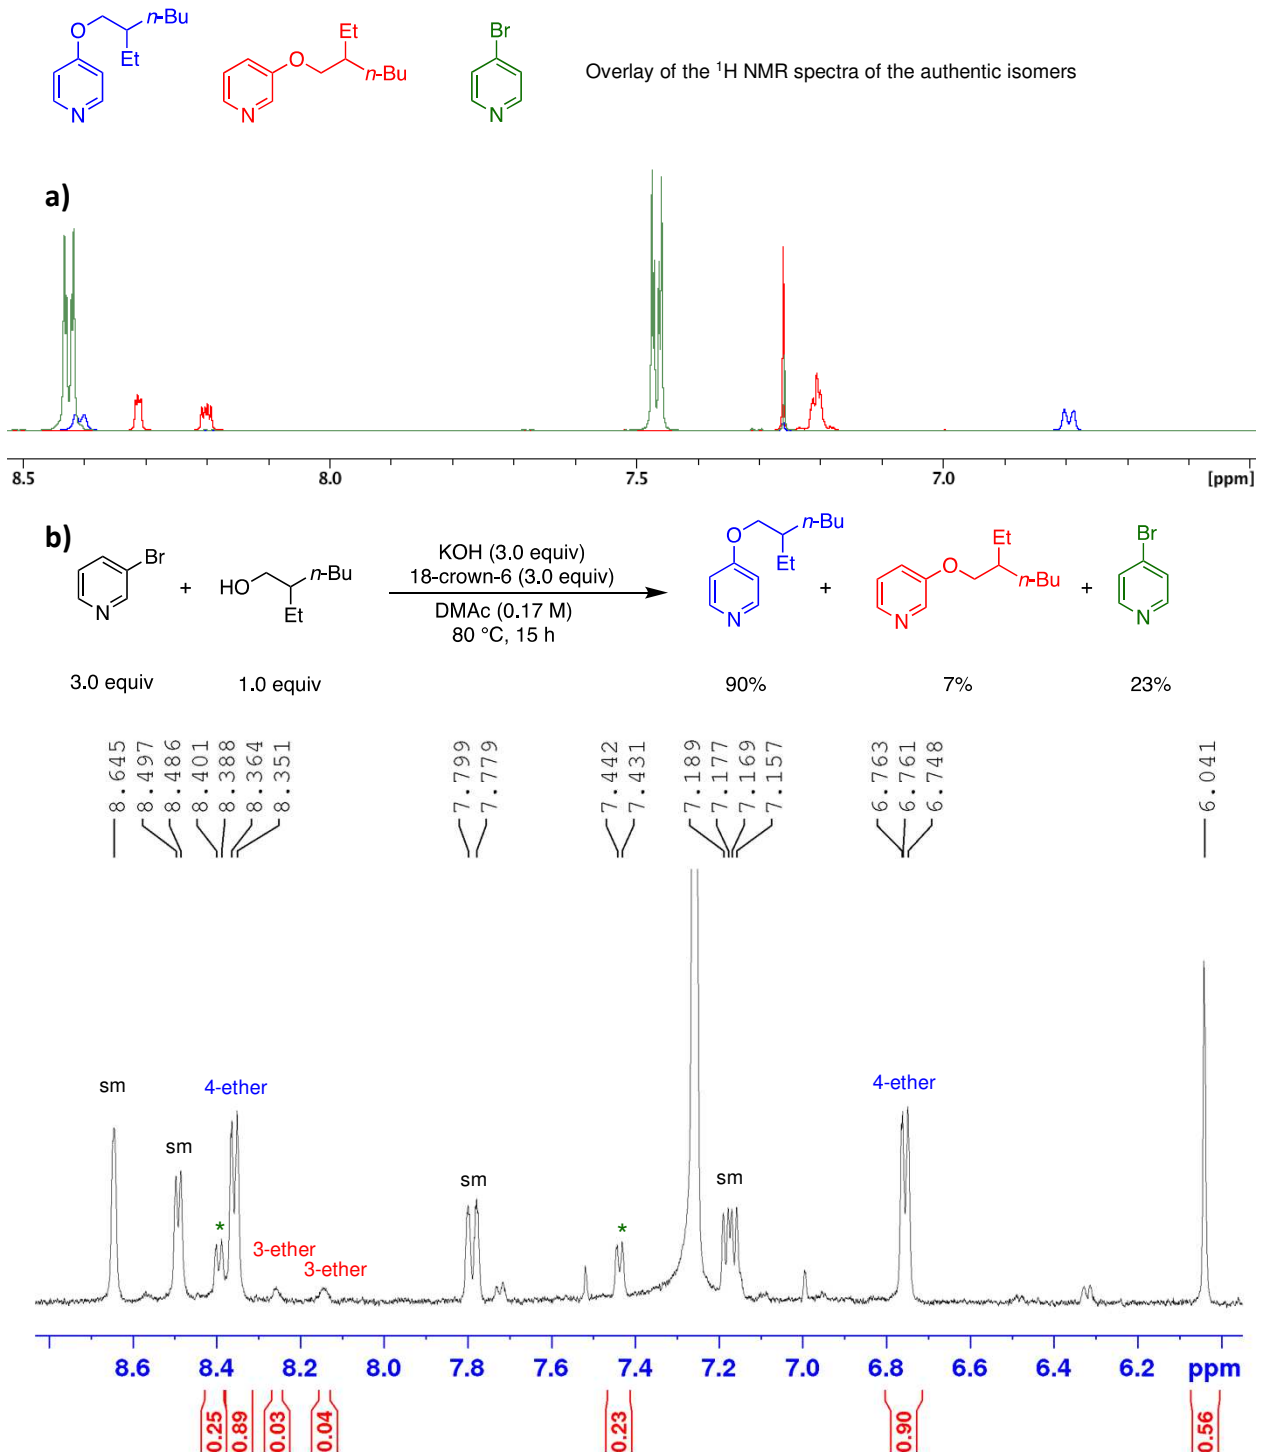 O n-Bu Et N
Et O n-Bu N
Br N
Overlay of the ¹H NMR spectra of the authentic isomers
a)
8.5 8.0 7.5 7.0 [ppm]
b)
Br N
+
HO n-Bu Et
KOH (3.0 equiv)
18-crown-6 (3.0 equiv)
DMAc (0.17 M)
80 °C, 15 h
O n-Bu Et N
+
Et O n-Bu N
+
Br N
3.0 equiv 1.0 equiv 90% 7% 23%
8.645 8.497 8.486 8.401 8.388 8.364 8.351 7.799 7.779 7.442 7.431 7.189 7.177 7.169 7.157 6.763 6.761 6.748 6.041
sm
sm
*
4-ether
3-ether
3-ether
sm
*
sm
4-ether
8.6 8.4 8.2 8.0 7.8 7.6 7.4 7.2 7.0 6.8 6.6 6.4 6.2 ppm
0.25 0.89 0.03 0.04 0.23 0.90 0.56